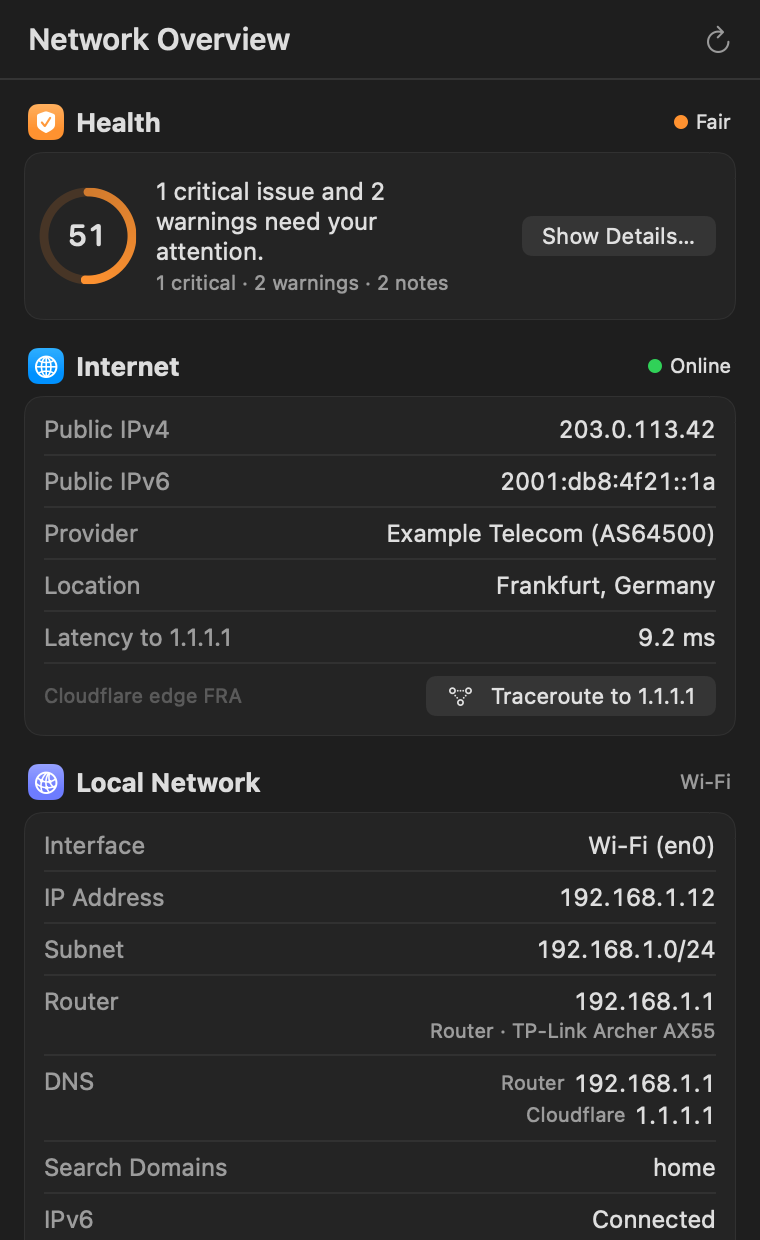 Network Overview
Health
Fair
51
1 critical issue and 2
warnings need your
attention.
1 critical · 2 warnings · 2 notes
Show Details...
Internet
Online
Public IPv4
203.0.113.42
Public IPv6
2001:db8:4f21::1a
Provider
Example Telecom (AS64500)
Location
Frankfurt, Germany
Latency to 1.1.1.1
9.2 ms
Cloudflare edge FRA
Traceroute to 1.1.1.1
Local Network
Wi-Fi
Interface
Wi-Fi (en0)
IP Address
192.168.1.12
Subnet
192.168.1.0/24
Router
192.168.1.1
Router · TP-Link Archer AX55
DNS
Router 192.168.1.1
Cloudflare 1.1.1.1
Search Domains
home
IPv6
Connected